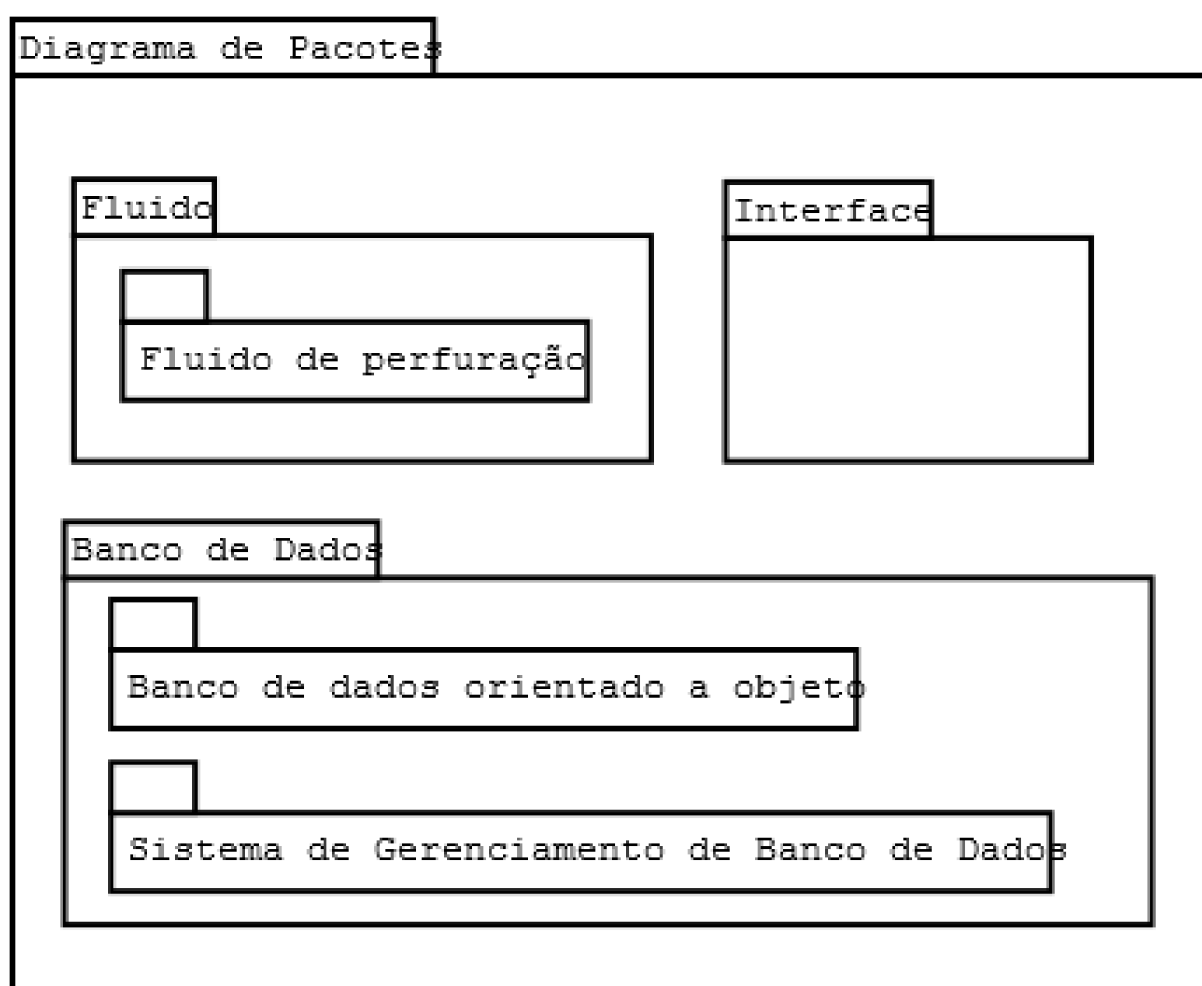 Diagrama de Pacotes
Fluido
Interface
Fluido de perfuração
Banco de Dados
Banco de dados orientado a objeto
Sistema de Gerenciamento de Banco de Dados